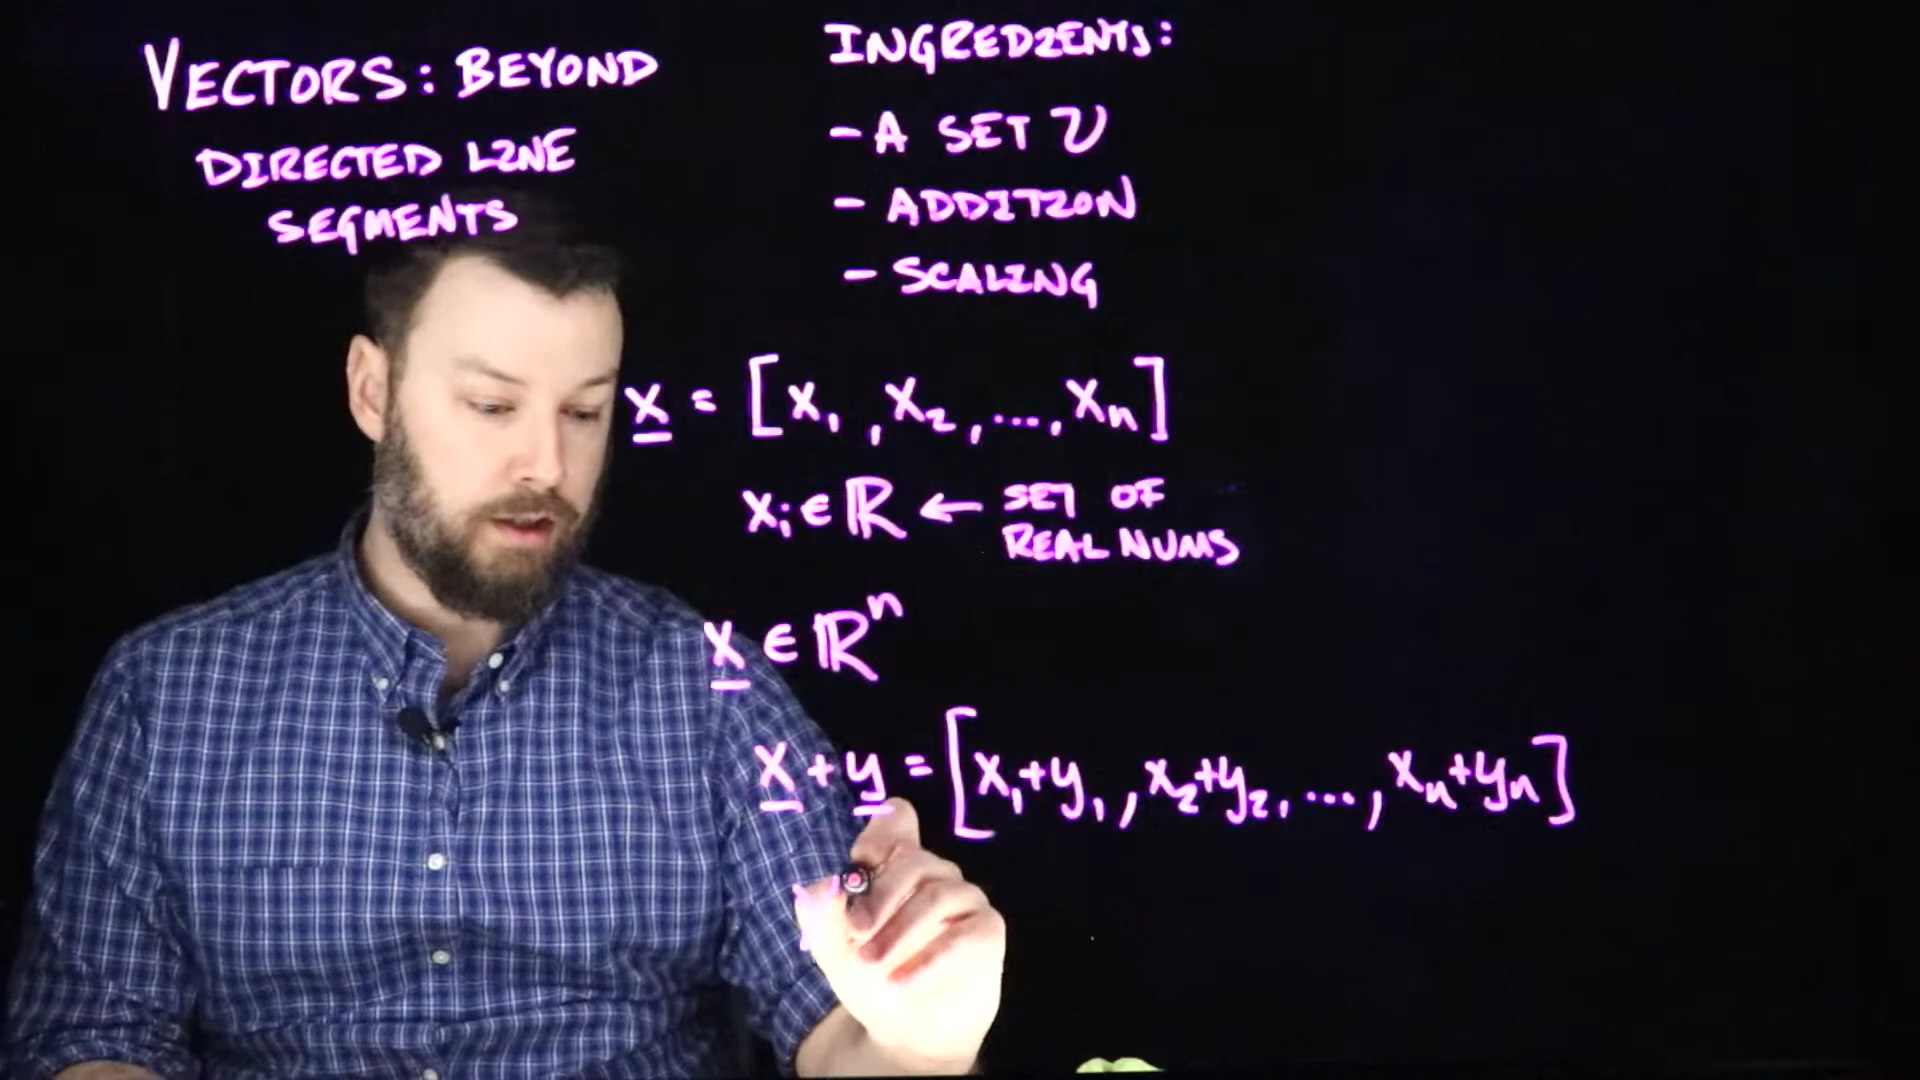 VECTORS: BEYOND
DIRECTED LINE
SEGMENTS
INGREDIENTS:
- A SET V
- ADDITION
- SCALING
x = [x₁, x₂, ..., xₙ]
xᵢ ∈ ℝ ← SET OF
REAL NUMS
x ∈ ℝⁿ
x + y = [x₁+y₁, x₂+y₂, ..., xₙ+yₙ]